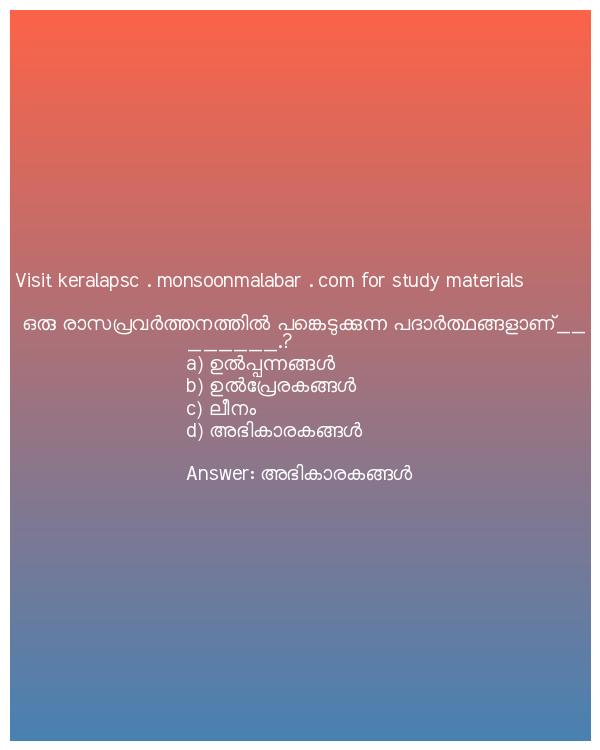 Visit keralapsc . monsoonmalabar . com for study materials
ഒരു രാസപ്രവർത്തനത്തിൽ പങ്കെടുക്കുന്ന പദാർത്ഥങ്ങളാണ്__
______.?
a) ഉൽപ്പന്നങ്ങൾ
b) ഉൽപ്രേരകങ്ങൾ
c) ലീനം
d) അഭികാരകങ്ങൾ
Answer: അഭികാരകങ്ങൾ